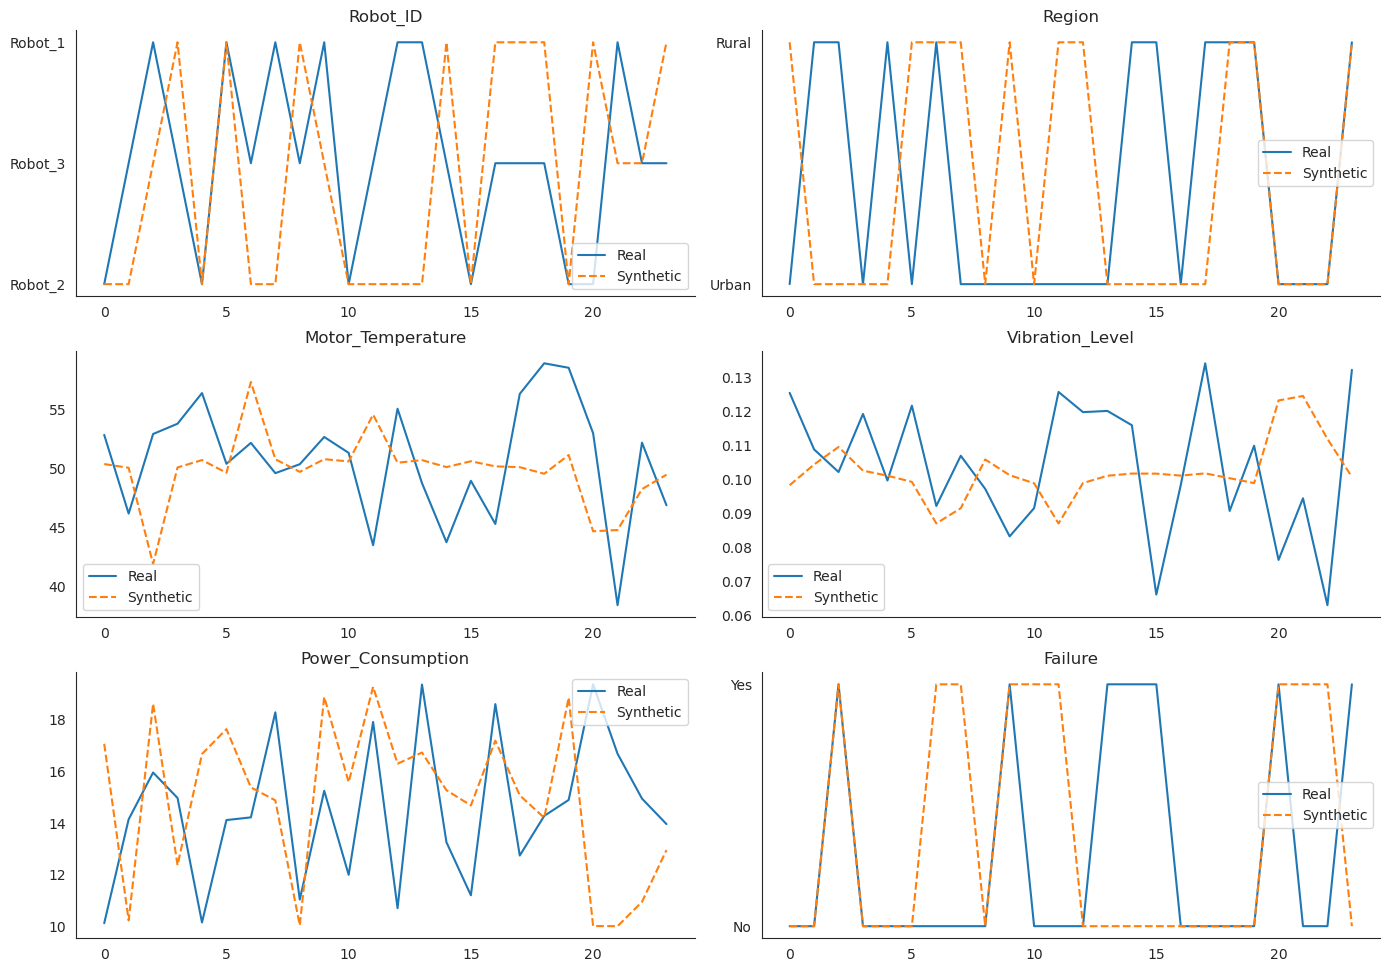 Robot_ID
Robot_1
Robot_3
Robot_2
Real
Synthetic
0 5 10 15 20
Region
Rural
Urban
Real
Synthetic
0 5 10 15 20
Motor_Temperature
55
50
45
40
Real
Synthetic
0 5 10 15 20
Vibration_Level
0.13
0.12
0.11
0.10
0.09
0.08
0.07
0.06
Real
Synthetic
0 5 10 15 20
Power_Consumption
18
16
14
12
10
Real
Synthetic
0 5 10 15 20
Failure
Yes
No
Real
Synthetic
0 5 10 15 20